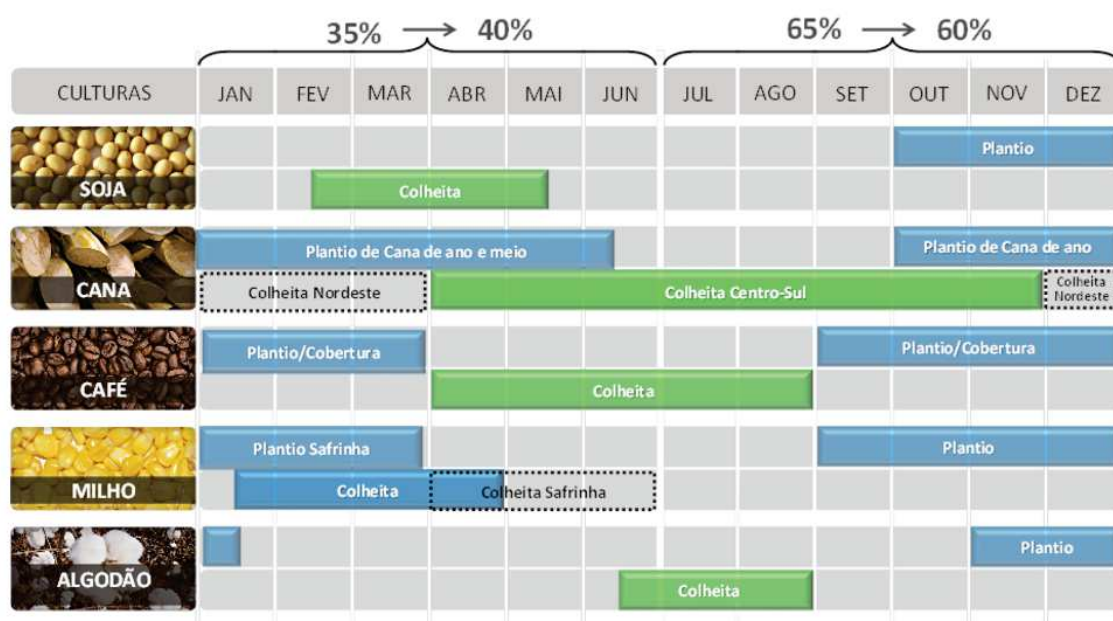 35% → 40% 65% → 60%
CULTURAS JAN FEV MAR ABR MAI JUN JUL AGO SET OUT NOV DEZ
Plantio
SOJA
Colheita
Plantio de Cana de ano e meio Plantio de Cana de ano
CANA
Colheita Nordeste Colheita Centro-Sul Colheita
Nordeste
Plantio/Cobertura Plantio/Cobertura
CAFÉ
Colheita
Plantio Safrinha Plantio
MILHO
Colheita Colheita Safrinha
Plantio
ALGODÃO
Colheita